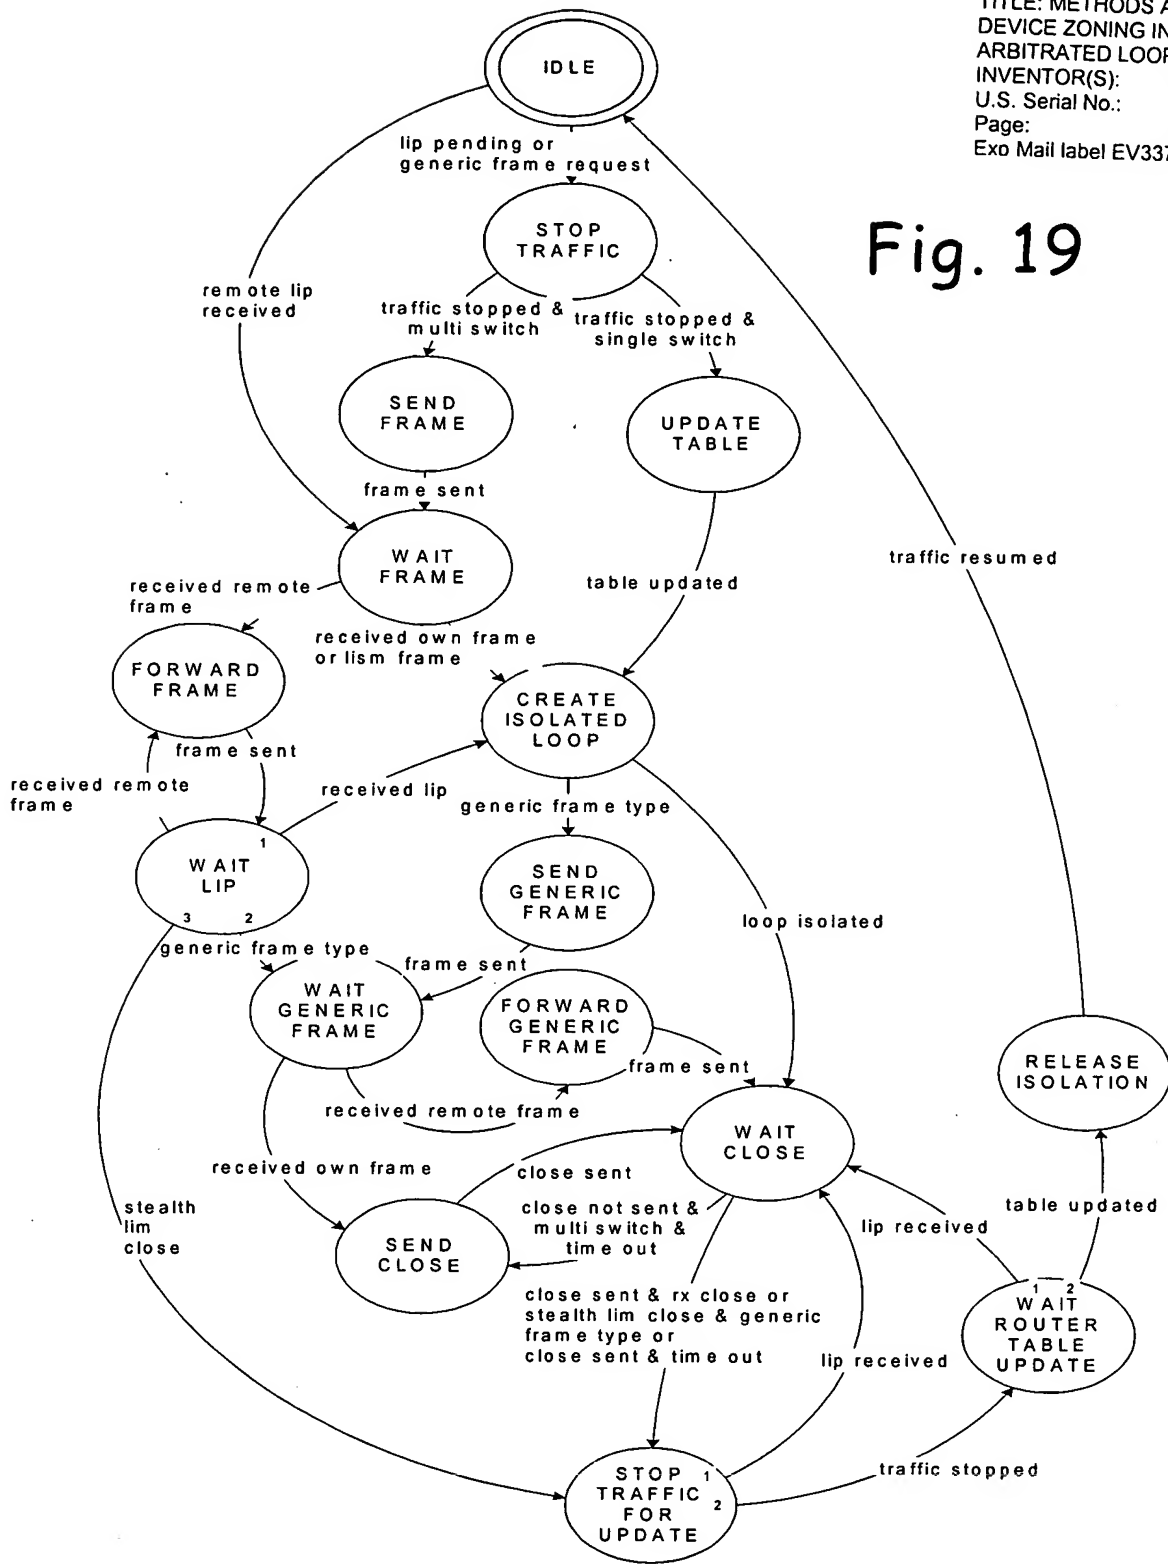 TITLE: METHODS A
DEVICE ZONING IN
ARBITRATED LOOP
INVENTOR(S):
U.S. Serial No.:
Page:
Exp Mail label EV337
Fig. 19
IDLE
lip pending or
generic frame request
STOP
TRAFFIC
remote lip
received
traffic stopped &
multi switch
traffic stopped &
single switch
SEND
FRAME
UPDATE
TABLE
frame sent
WAIT
FRAME
traffic resumed
received remote
frame
table updated
received own frame
or lism frame
FORWARD
FRAME
CREATE
ISOLATED
LOOP
frame sent
received remote
frame
received lip
generic frame type
1
WAIT
LIP
3 2
SEND
GENERIC
FRAME
loop isolated
generic frame type
frame sent
WAIT
GENERIC
FRAME
FORWARD
GENERIC
FRAME
frame sent
RELEASE
ISOLATION
received remote frame
WAIT
CLOSE
received own frame
close sent
stealth
lim
close
close not sent &
multi switch &
time out
lip received
table updated
SEND
CLOSE
close sent & rx close or
stealth lim close & generic
frame type or
close sent & time out
lip received
1 2
WAIT
ROUTER
TABLE
UPDATE
traffic stopped
STOP 1
TRAFFIC
2
FOR
UPDATE